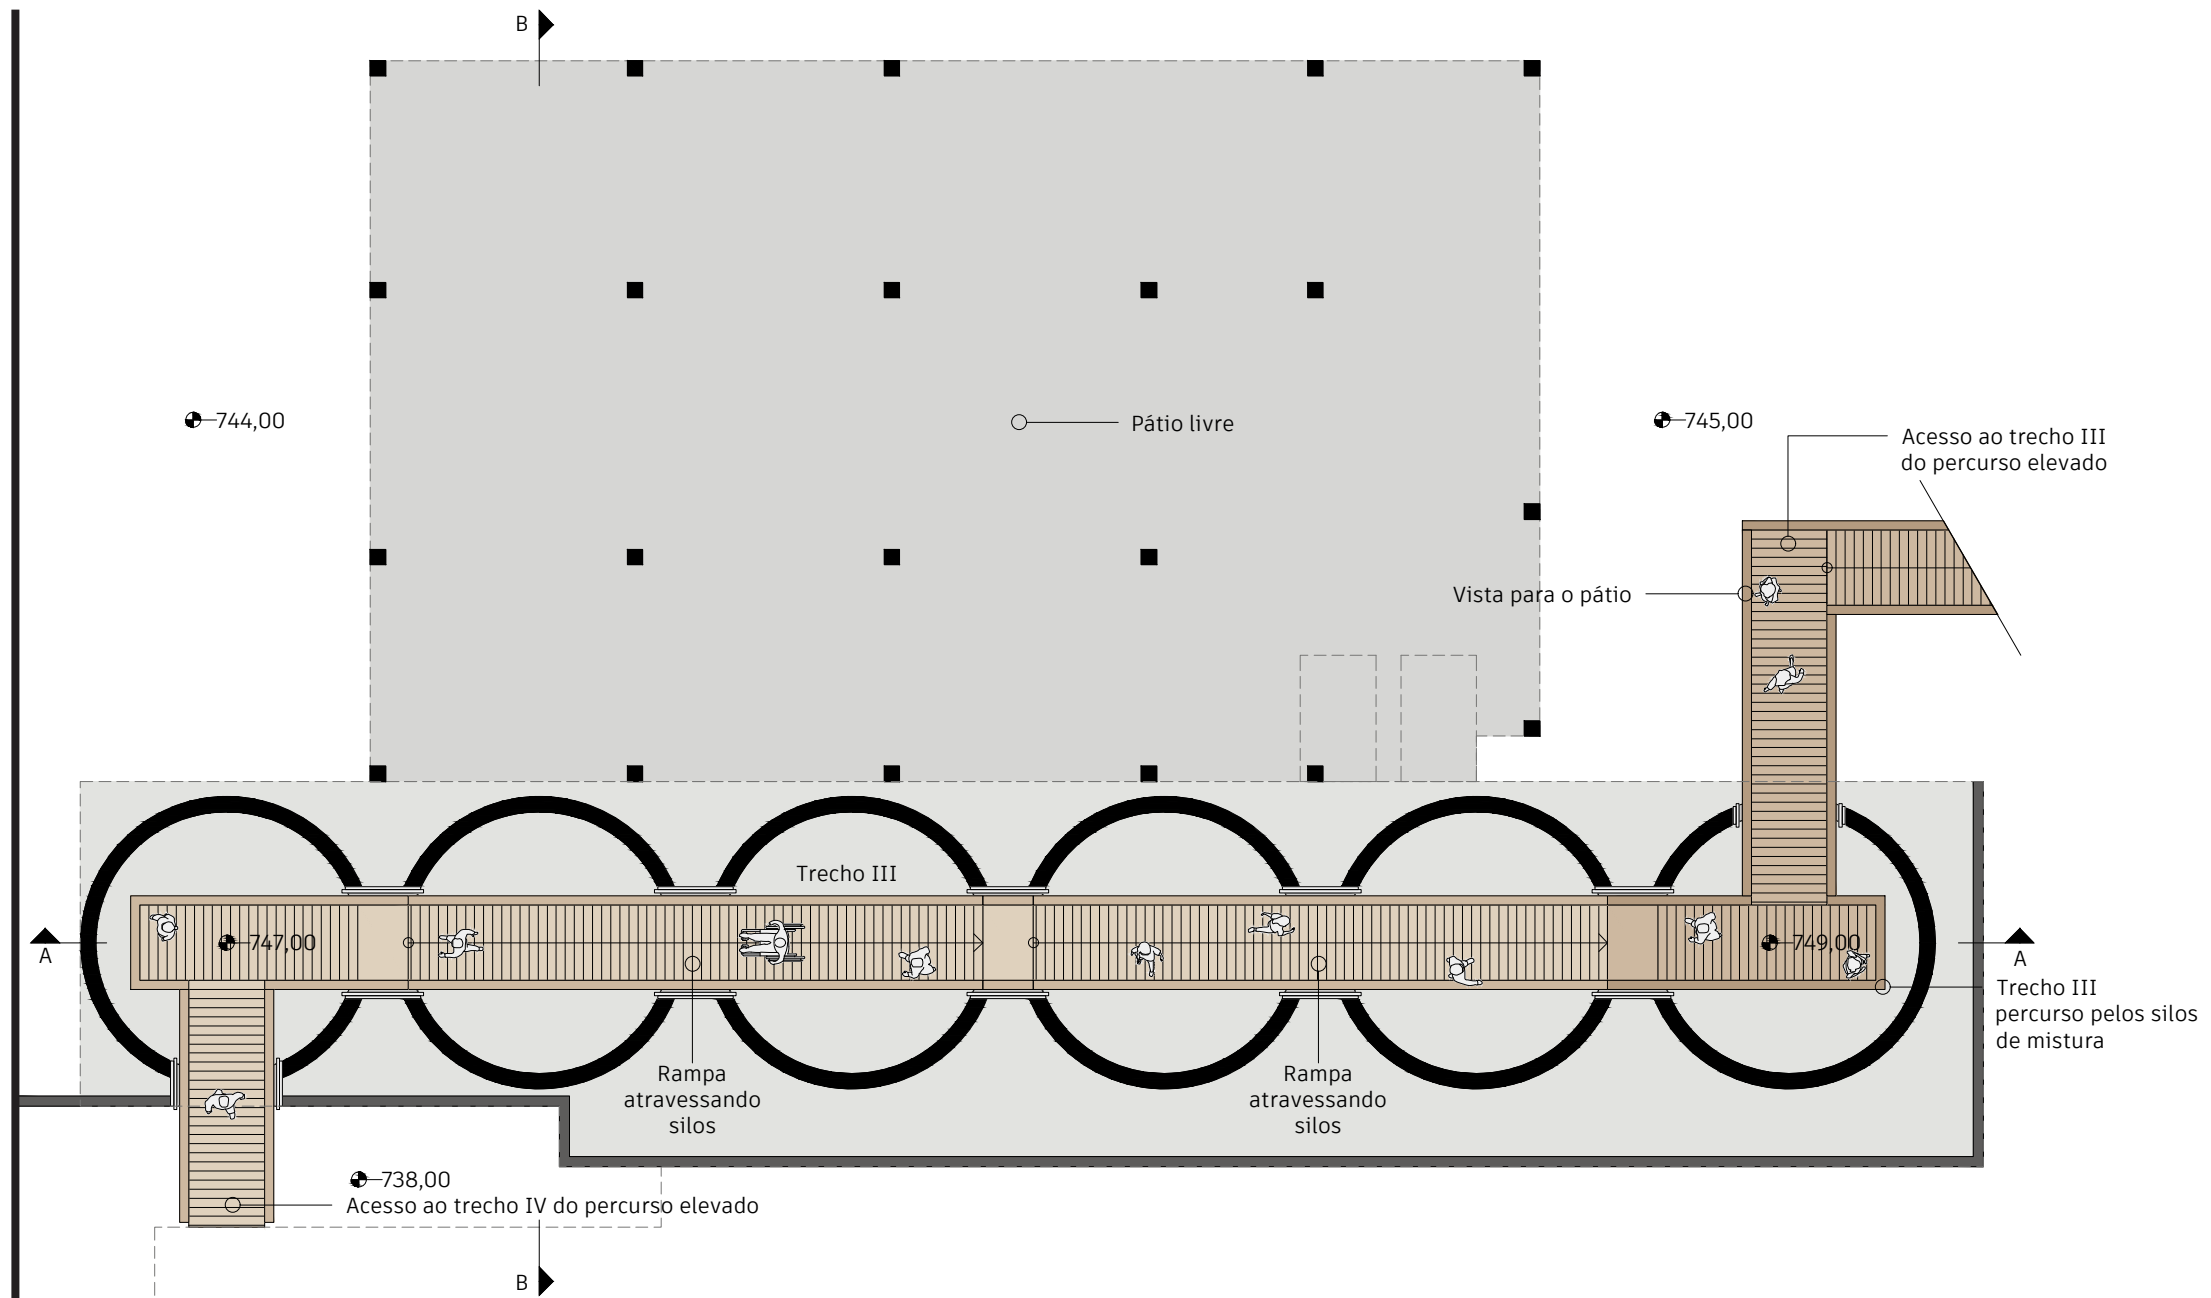 B
744,00
Pátio livre
745,00
Acesso ao trecho III
do percurso elevado
Vista para o pátio
Trecho III
A
747,00
749,00
A
Trecho III
percurso pelos silos
de mistura
Rampa
atravessando
silos
Rampa
atravessando
silos
738,00
Acesso ao trecho IV do percurso elevado
B